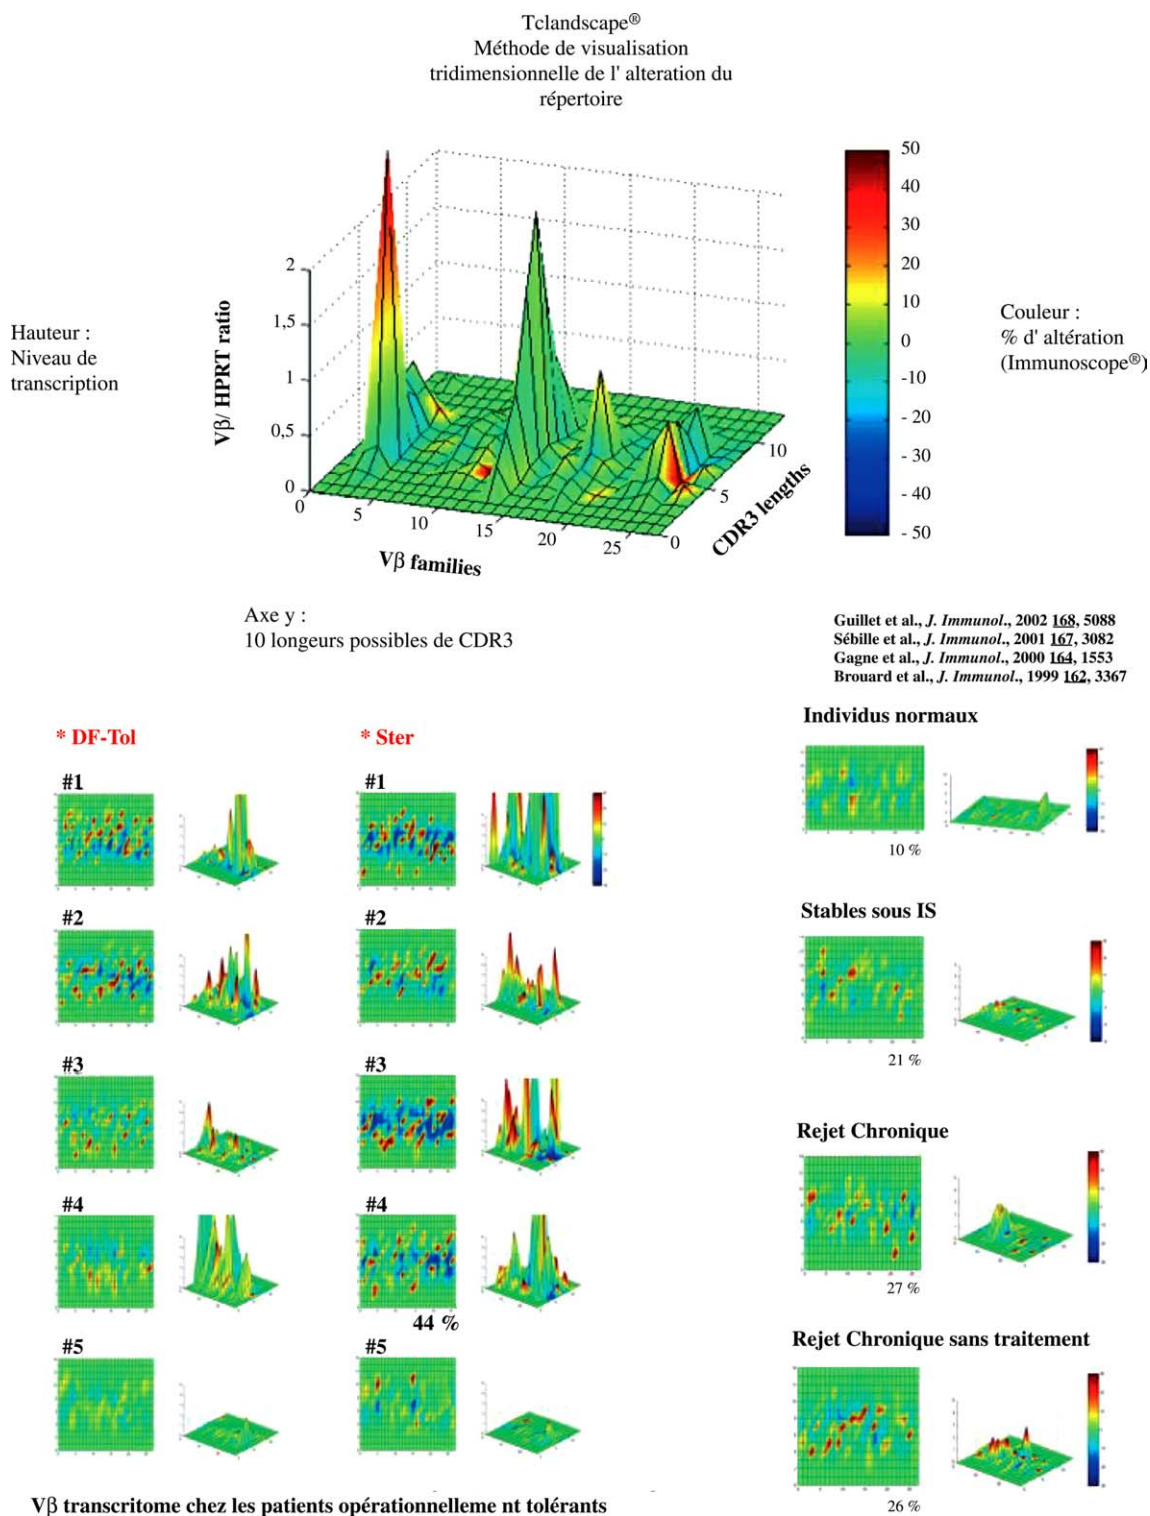 Tclandscape®
Méthode de visualisation
tridimensionnelle de l' alteration du
répertoire
Hauteur :
Niveau de
transcription
Vβ/ HPRT ratio
2
1,5
1
0,5
0
0
5
10
15
20
25
Vβ families
0
5
10
CDR3 lengths
50
40
30
20
10
0
-10
-20
- 30
- 40
- 50
Couleur :
% d' altération
(Immunoscope®)
Axe y :
10 longeurs possibles de CDR3
Guillet et al., J. Immunol., 2002 168, 5088
Sébille et al., J. Immunol., 2001 167, 3082
Gagne et al., J. Immunol., 2000 164, 1553
Brouard et al., J. Immunol., 1999 162, 3367
* DF-Tol
#1
#2
#3
#4
#5
* Ster
#1
#2
#3
#4
44 %
#5
Individus normaux
10 %
Stables sous IS
21 %
Rejet Chronique
27 %
Rejet Chronique sans traitement
26 %
Vβ transcritome chez les patients opérationnelleme nt tolérants